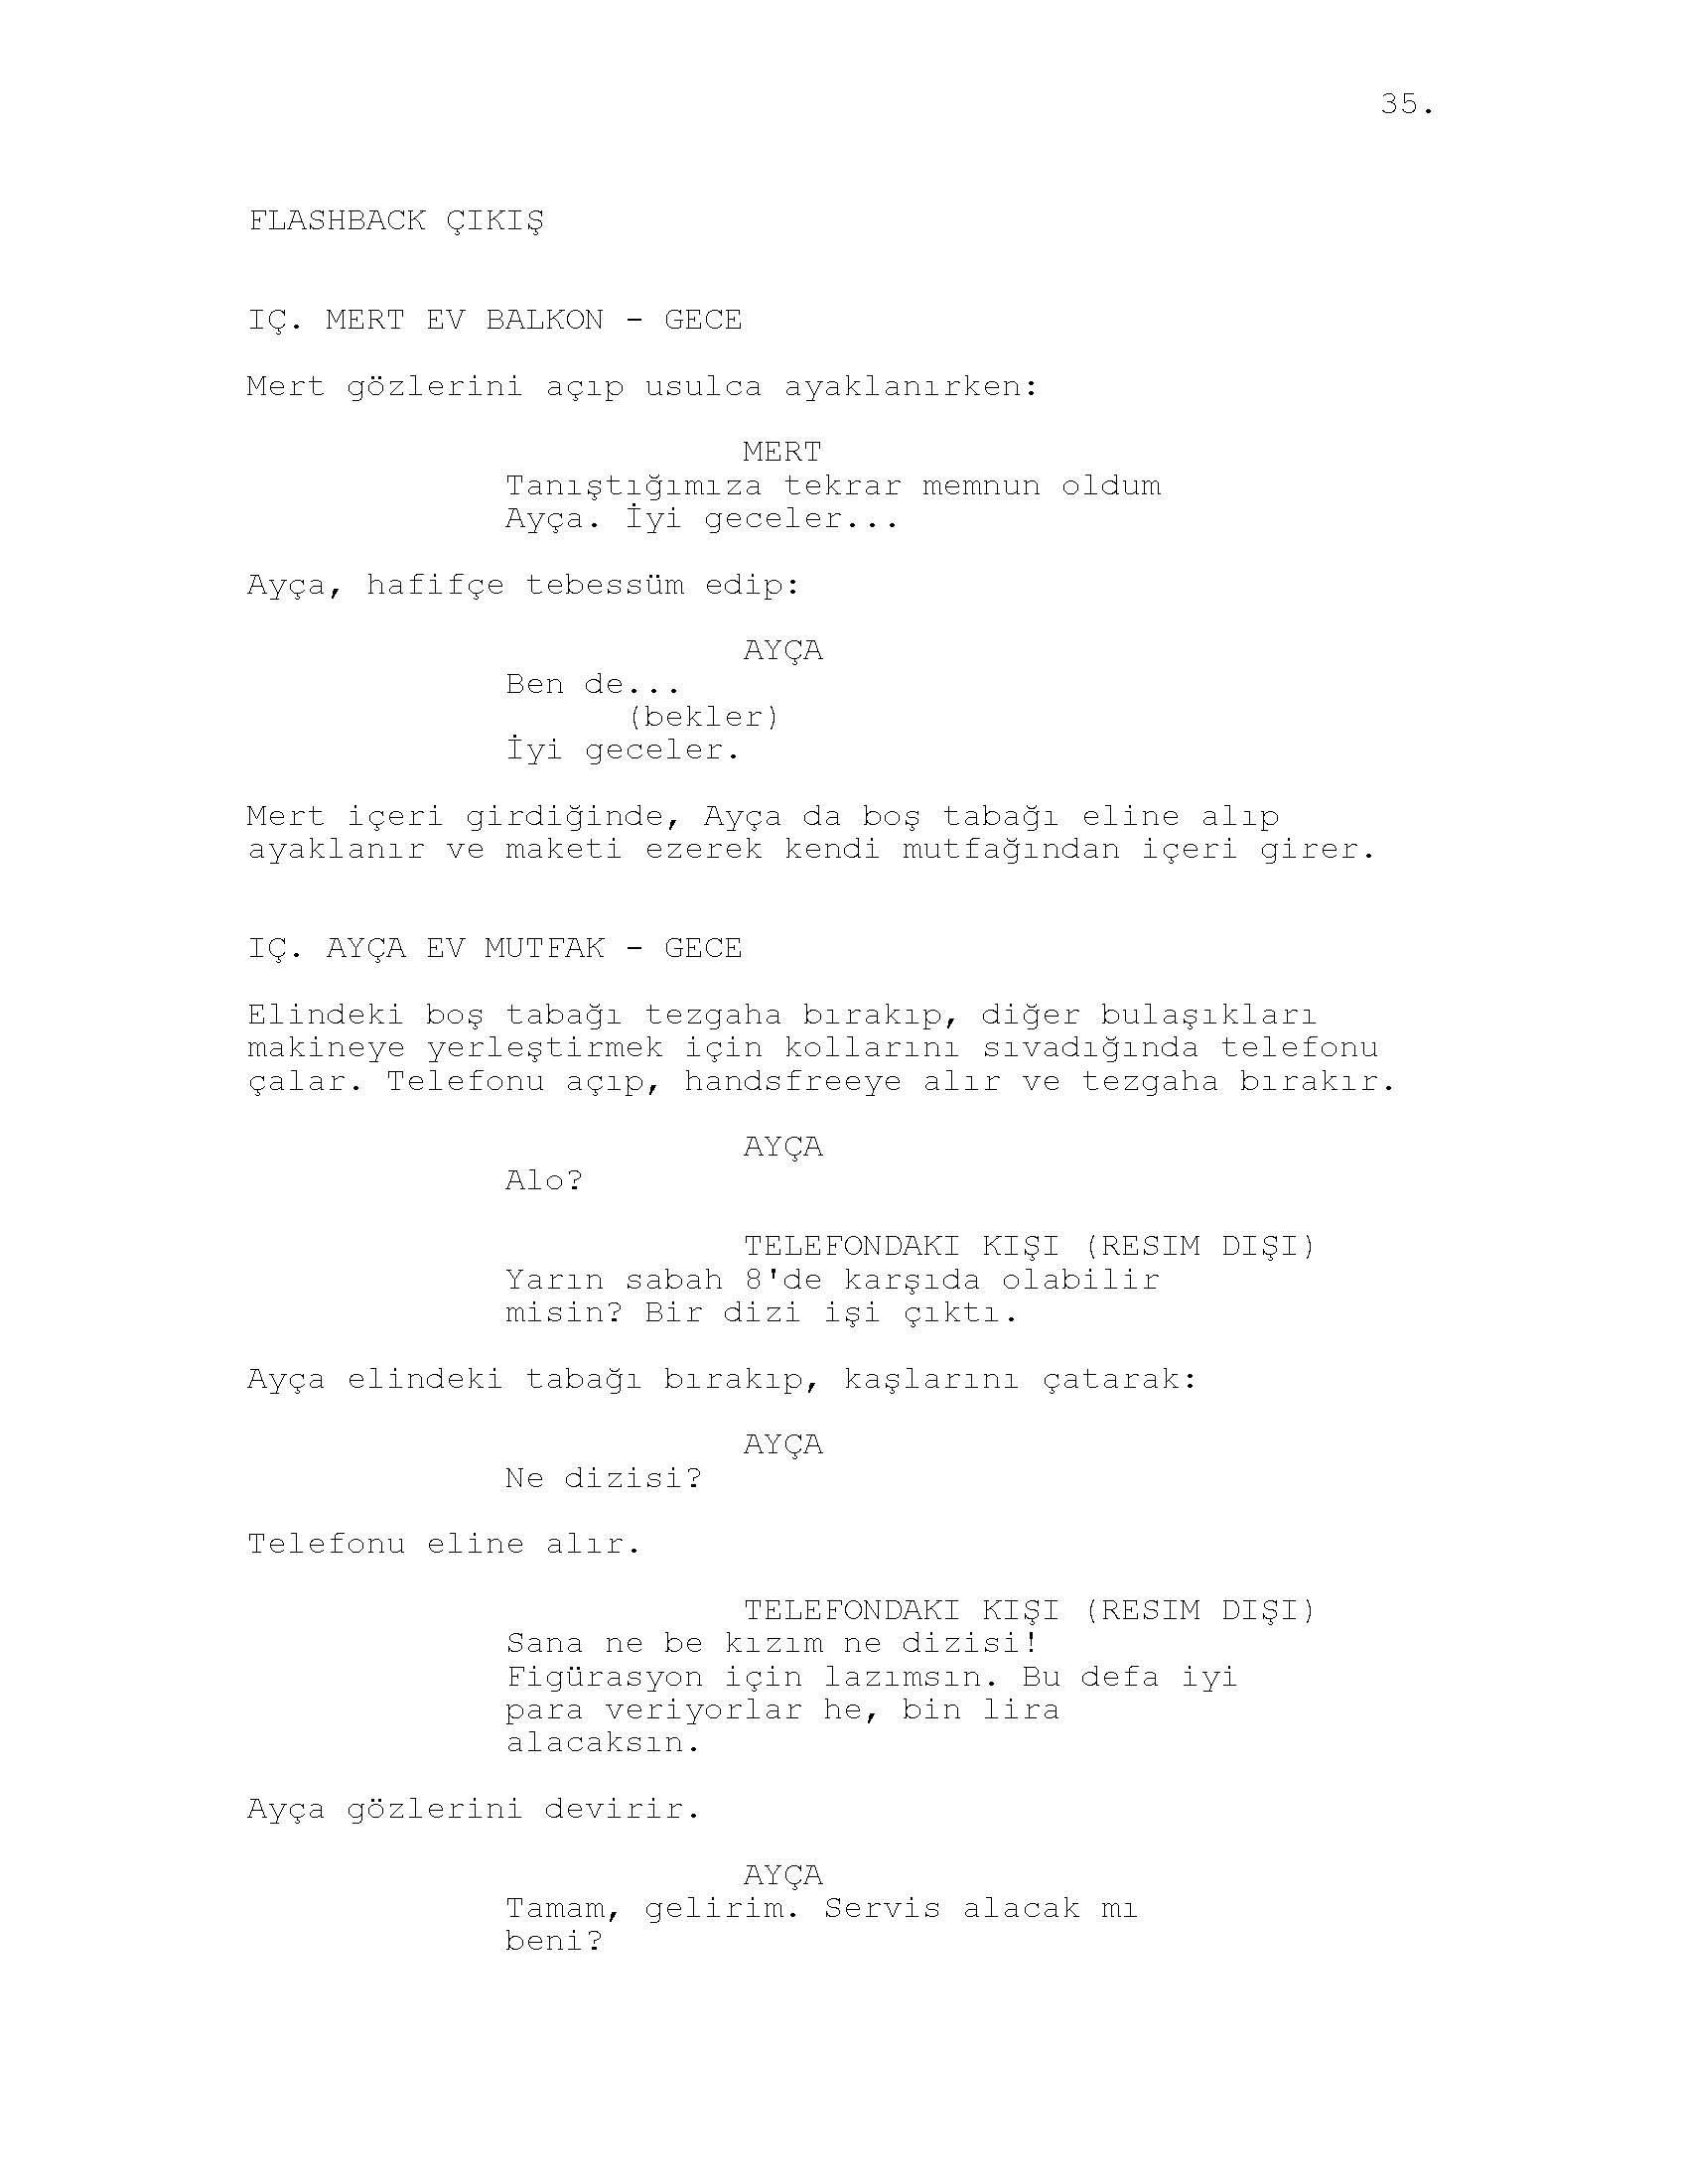 35.
FLASHBACK ÇIKIŞ
IÇ. MERT EV BALKON - GECE
Mert gözlerini açıp usulca ayaklanırken:
MERT
Tanıştığımıza tekrar memnun oldum
Ayça. İyi geceler...
Ayça, hafifçe tebessüm edip:
AYÇA
Ben de...
(bekler)
İyi geceler.
Mert içeri girdiğinde, Ayça da boş tabağı eline alıp
ayaklanır ve maketi ezerek kendi mutfağından içeri girer.
IÇ. AYÇA EV MUTFAK - GECE
Elindeki boş tabağı tezgaha bırakıp, diğer bulaşıkları
makineye yerleştirmek için kollarını sıvadığında telefonu
çalar. Telefonu açıp, handsfreeye alır ve tezgaha bırakır.
AYÇA
Alo?
TELEFONDAKI KIŞI (RESIM DIŞI)
Yarın sabah 8'de karşıda olabilir
misin? Bir dizi işi çıktı.
Ayça elindeki tabağı bırakıp, kaşlarını çatarak:
AYÇA
Ne dizisi?
Telefonu eline alır.
TELEFONDAKI KIŞI (RESIM DIŞI)
Sana ne be kızım ne dizisi!
Figürasyon için lazımsın. Bu defa iyi
para veriyorlar he, bin lira
alacaksın.
Ayça gözlerini devirir.
AYÇA
Tamam, gelirim. Servis alacak mı
beni?